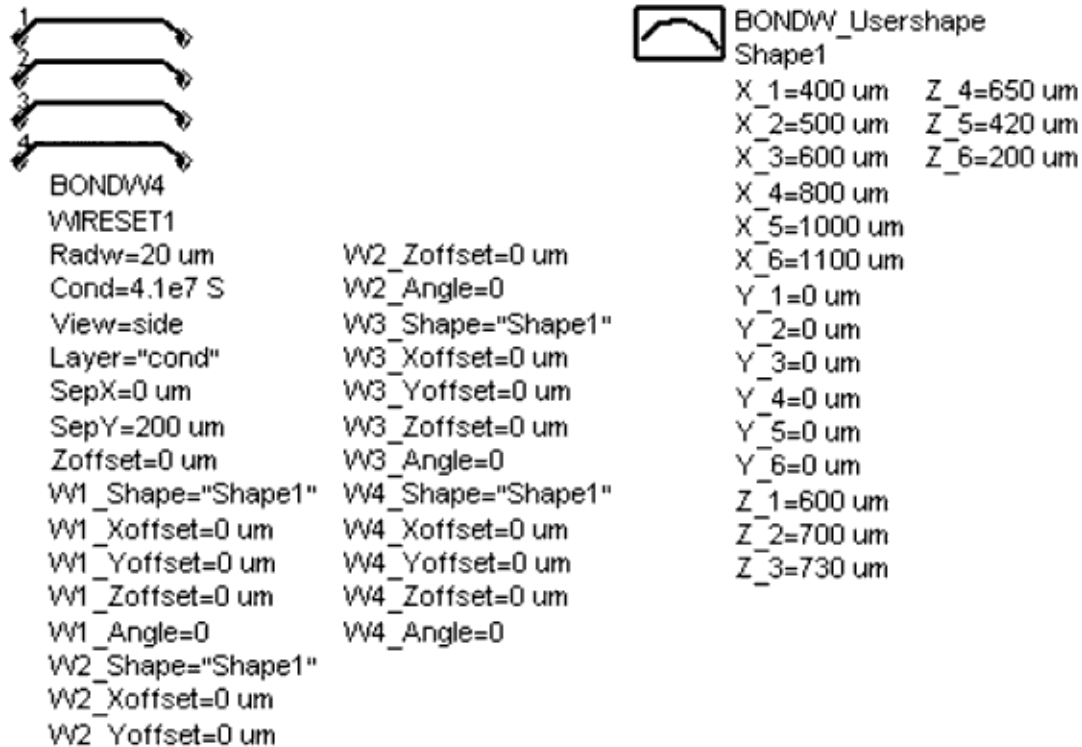 1
2
3
4
BONDW4
WIRESET1
Radw=20 um
Cond=4.1e7 S
View=side
Layer="cond"
SepX=0 um
SepY=200 um
Zoffset=0 um
W1_Shape="Shape1"
W1_Xoffset=0 um
W1_Yoffset=0 um
W1_Zoffset=0 um
W1_Angle=0
W2_Shape="Shape1"
W2_Xoffset=0 um
W2_Yoffset=0 um
W2_Zoffset=0 um
W2_Angle=0
W3_Shape="Shape1"
W3_Xoffset=0 um
W3_Yoffset=0 um
W3_Zoffset=0 um
W3_Angle=0
W4_Shape="Shape1"
W4_Xoffset=0 um
W4_Yoffset=0 um
W4_Zoffset=0 um
W4_Angle=0
BONDW_Usershape
Shape1
X_1=400 um
X_2=500 um
X_3=600 um
X_4=800 um
X_5=1000 um
X_6=1100 um
Y_1=0 um
Y_2=0 um
Y_3=0 um
Y_4=0 um
Y_5=0 um
Y_6=0 um
Z_1=600 um
Z_2=700 um
Z_3=730 um
Z_4=650 um
Z_5=420 um
Z_6=200 um